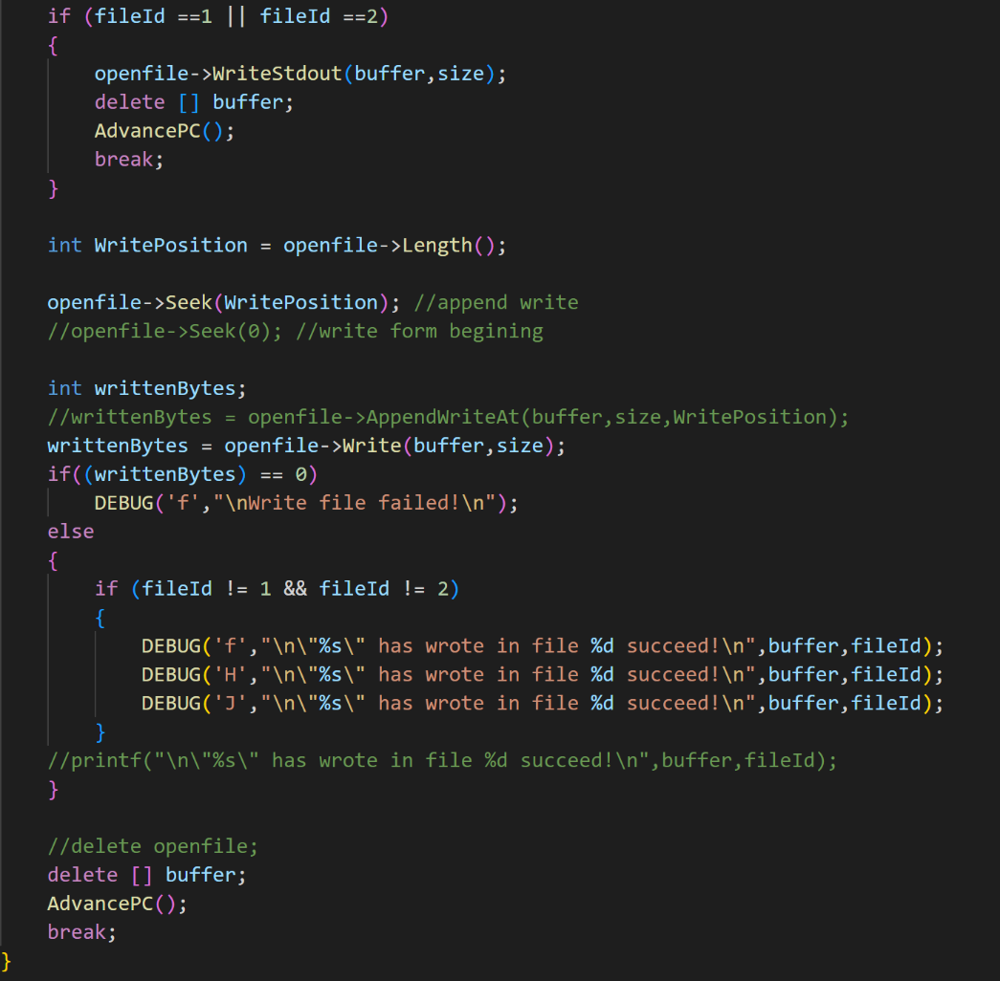 if (fileId ==1 || fileId ==2)
{
openfile->WriteStdout(buffer,size);
delete [] buffer;
AdvancePC();
break;
}
int WritePosition = openfile->Length();
openfile->Seek(WritePosition); //append write
//openfile->Seek(0); //write form begining
int writtenBytes;
//writtenBytes = openfile->AppendWriteAt(buffer,size,WritePosition);
writtenBytes = openfile->Write(buffer,size);
if((writtenBytes) == 0)
DEBUG('f',"\nWrite file failed!\n");
else
{
if (fileId != 1 && fileId != 2)
{
DEBUG('f',"\n\"%s\" has wrote in file %d succeed!\n",buffer,fileId);
DEBUG('H',"\n\"%s\" has wrote in file %d succeed!\n",buffer,fileId);
DEBUG('J',"\n\"%s\" has wrote in file %d succeed!\n",buffer,fileId);
}
//printf("\n\"%s\" has wrote in file %d succeed!\n",buffer,fileId);
}
//delete openfile;
delete [] buffer;
AdvancePC();
break;
}